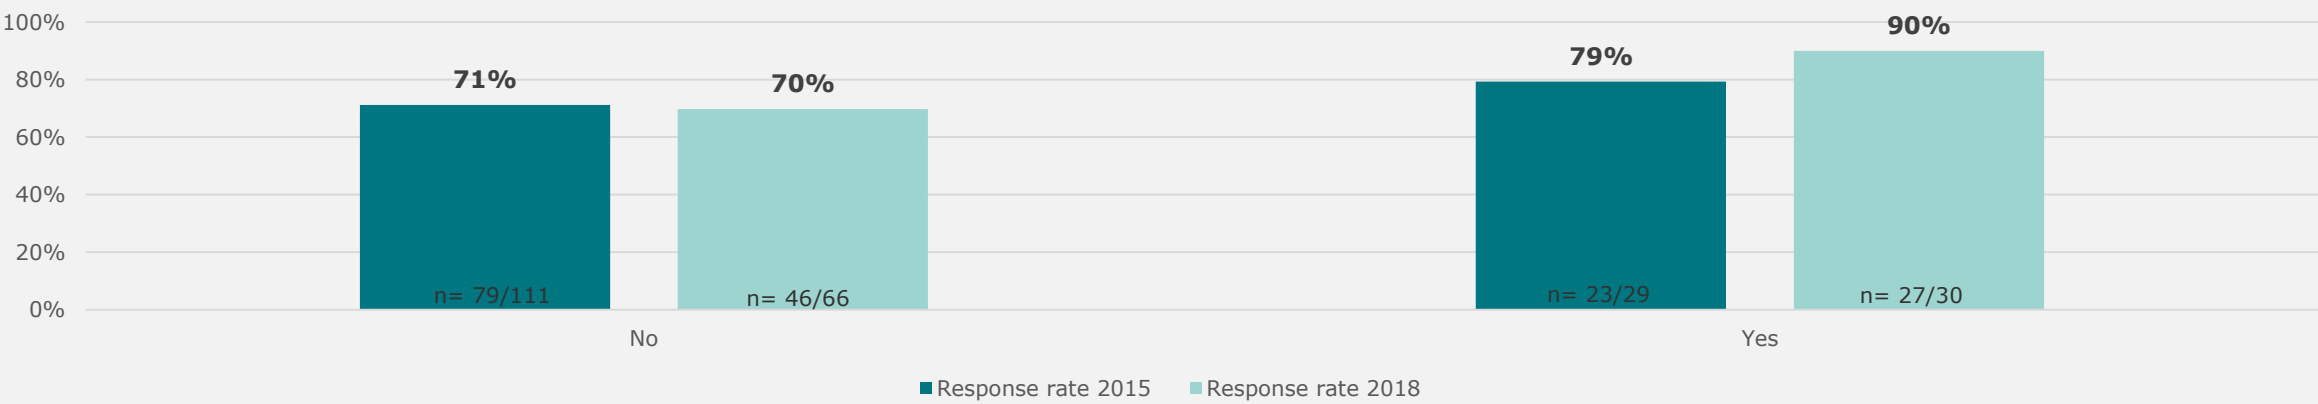 100%
80%
60%
40%
20%
0%
71%
70%
79%
90%
n= 79/111
n= 46/66
n= 23/29
n= 27/30
No
Yes
Response rate 2015
Response rate 2018